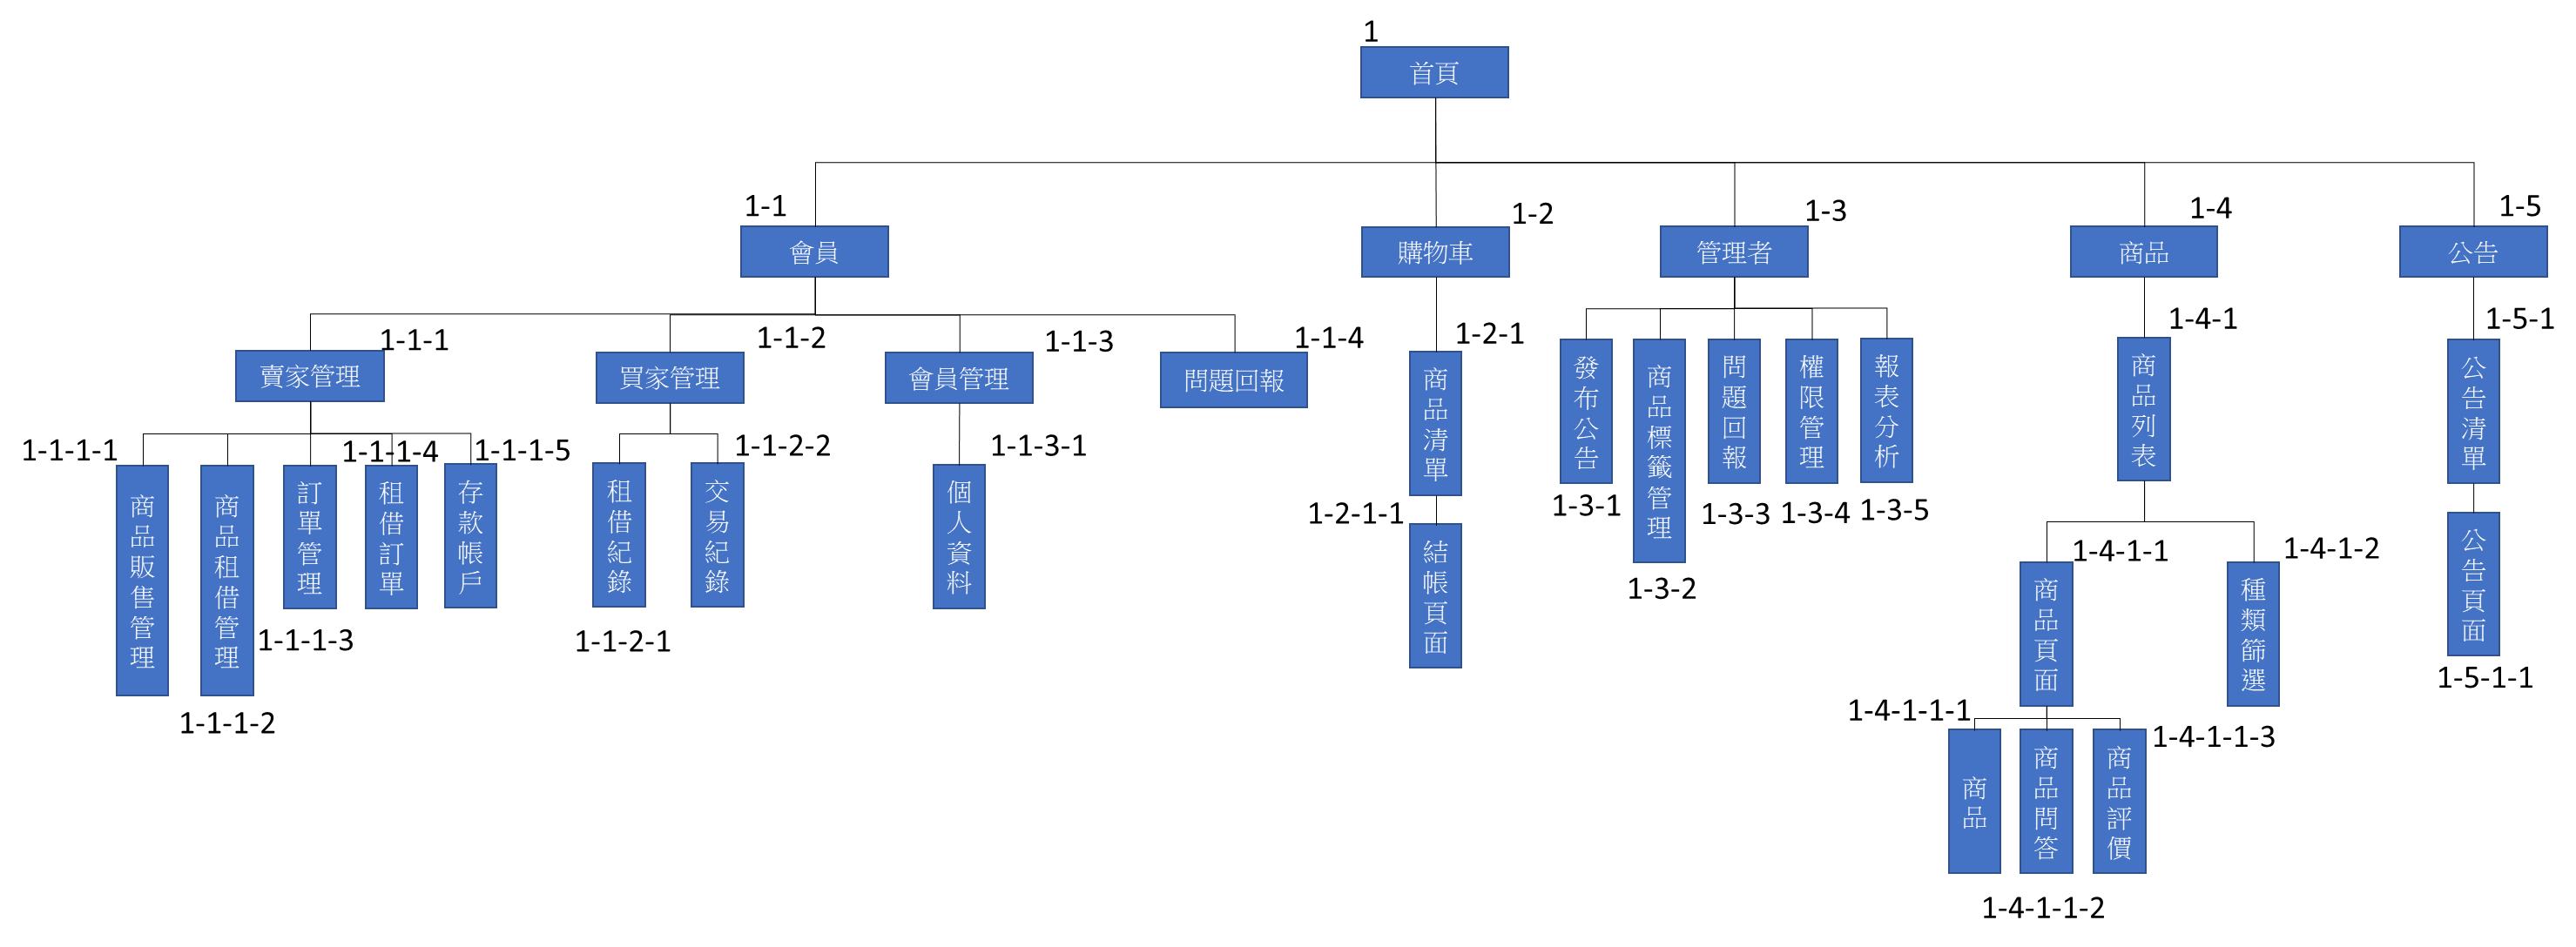 1
首頁
1-1
會員
1-2
購物車
1-3
管理者
1-4
商品
1-5
公告
1-1-1
賣家管理
1-1-2
買家管理
1-1-3
會員管理
1-1-4
問題回報
1-2-1
商品清單
發布公告
1-3-1
商品標籤管理
1-3-2
問題回報
1-3-3
權限管理
1-3-4
報表分析
1-3-5
1-4-1
商品列表
1-5-1
公告清單
1-1-1-1
商品販售管理
商品租借管理
1-1-1-2
訂單管理
1-1-1-3
1-1-1-4
租借訂單
1-1-1-5
存款帳戶
租借紀錄
1-1-2-1
1-1-2-2
交易紀錄
1-1-3-1
個人資料
1-2-1-1
結帳頁面
1-4-1-1
商品頁面
1-4-1-2
種類篩選
公告頁面
1-5-1-1
1-4-1-1-1
商品
商品問答
1-4-1-1-2
商品評價
1-4-1-1-3